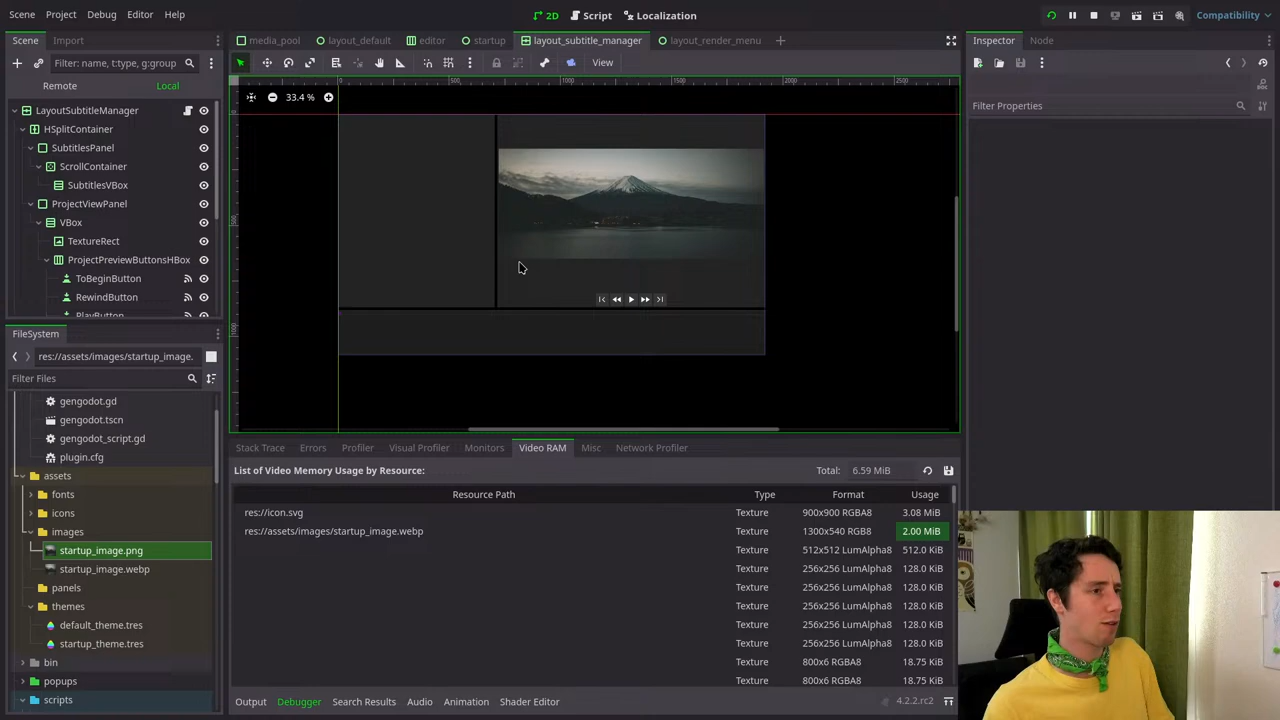 Scene Project Debug Editor Help
2D Script Localization
Compatibility
Scene Import
media_pool layout_default editor startup layout_subtitle_manager layout_render_menu
Inspector Node
Filter: name, t:type, g:group
View
Remote Local
33.4 %
0 500 1000 1500 2000 2500
Filter Properties
LayoutSubtitleManager
HSplitContainer
SubtitlesPanel
ScrollContainer
SubtitlesVBox
ProjectViewPanel
VBox
TextureRect
ProjectPreviewButtonsHBox
ToBeginButton
RewindButton
PlayButton
FileSystem
res://assets/images/startup_image.
Filter Files
gengodot.gd
gengodot.tscn
gengodot_script.gd
plugin.cfg
assets
fonts
icons
images
startup_image.png
startup_image.webp
panels
themes
default_theme.tres
startup_theme.tres
bin
popups
scripts
Stack Trace Errors Profiler Visual Profiler Monitors Video RAM Misc Network Profiler
List of Video Memory Usage by Resource: Total: 6.59 MiB
Resource Path Type Format Usage
res://icon.svg Texture 900x900 RGBA8 3.08 MiB
res://assets/images/startup_image.webp Texture 1300x540 RGB8 2.00 MiB
Texture 512x512 LumAlpha8 512.0 KiB
Texture 256x256 LumAlpha8 128.0 KiB
Texture 256x256 LumAlpha8 128.0 KiB
Texture 256x256 LumAlpha8 128.0 KiB
Texture 256x256 LumAlpha8 128.0 KiB
Texture 256x256 LumAlpha8 128.0 KiB
Texture 800x6 RGBA8 18.75 KiB
Texture 800x6 RGBA8 18.75 KiB
Output Debugger Search Results Audio Animation Shader Editor 4.2.2.rc2